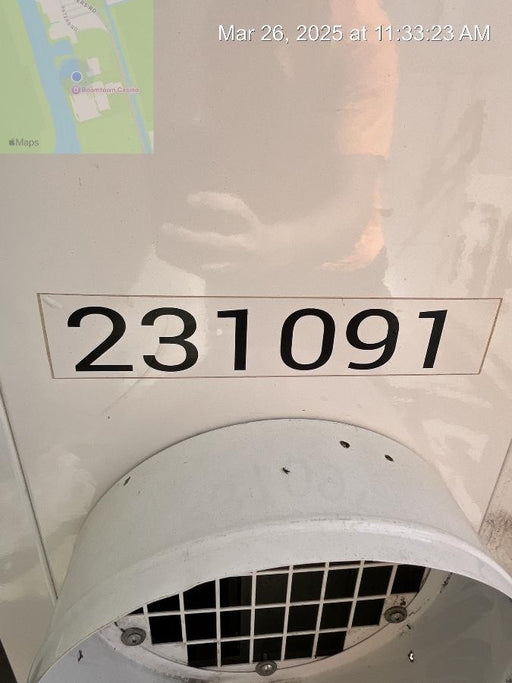 Mar 26, 2025 at 11:33:23 AM
Boomtown Casino
Maps
231091